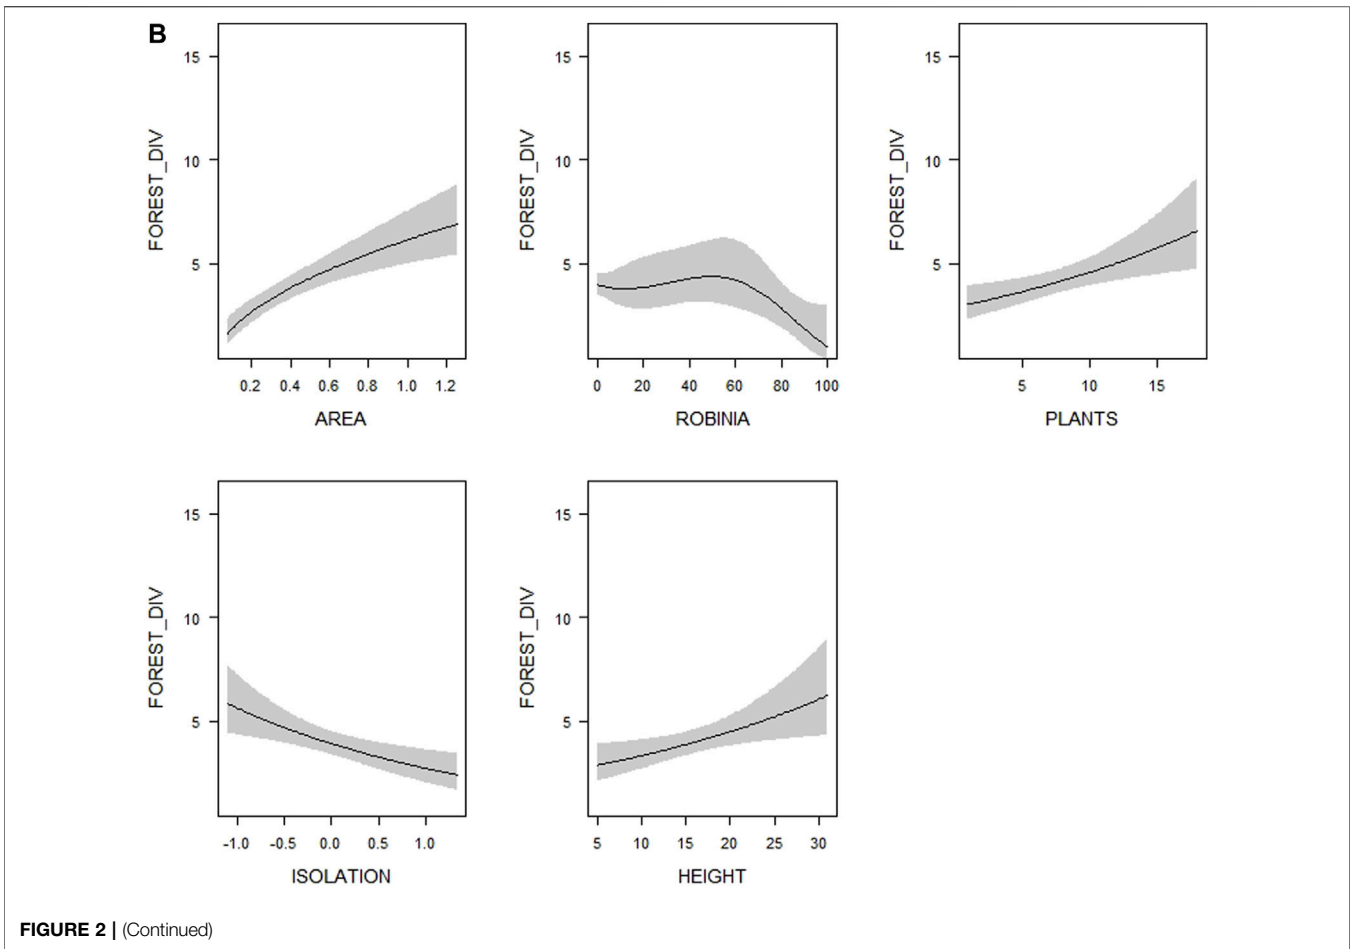 B
15
10
5
FOREST_DIV
0.2 0.4 0.6 0.8 1.0 1.2
AREA
15
10
5
FOREST_DIV
0 20 40 60 80 100
ROBINIA
15
10
5
FOREST_DIV
5 10 15
PLANTS
15
10
5
FOREST_DIV
-1.0 -0.5 0.0 0.5 1.0
ISOLATION
15
10
5
FOREST_DIV
5 10 15 20 25 30
HEIGHT
FIGURE 2 | (Continued)